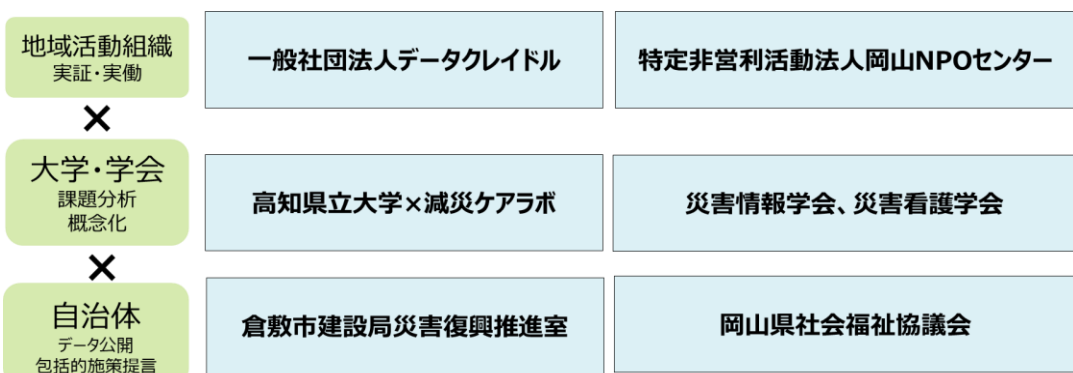 地域活動組織
実証・実働
一般社団法人データクレイドル
特定非営利活動法人岡山NPOセンター
×
大学・学会
課題分析
概念化
高知県立大学×減災ケアラボ
災害情報学会、災害看護学会
×
自治体
データ公開
包括的施策提言
倉敷市建設局災害復興推進室
岡山県社会福祉協議会